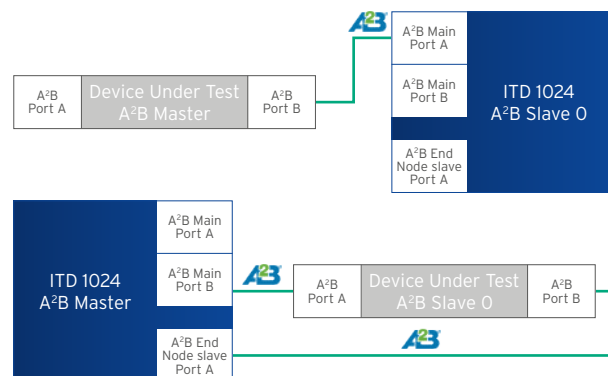 A²B
A²B Main
Port A
A²B
Port A
Device Under Test
A²B Master
A²B
Port B
A²B Main
Port B
ITD 1024
A²B Slave 0
A²B End
Node slave
Port A
A²B Main
Port A
ITD 1024
A²B Master
A²B Main
Port B
A²B
A²B
Port A
Device Under Test
A²B Slave 0
A²B
Port B
A²B End
Node slave
Port A
A²B